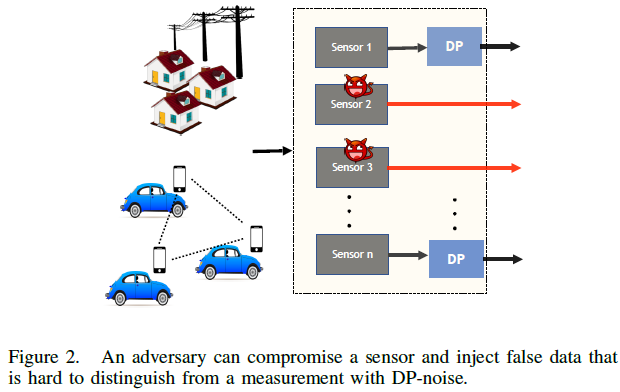 Sensor 1
DP
Sensor 2
Sensor 3
Sensor n
DP
Figure 2. An adversary can compromise a sensor and inject false data that
is hard to distinguish from a measurement with DP-noise.